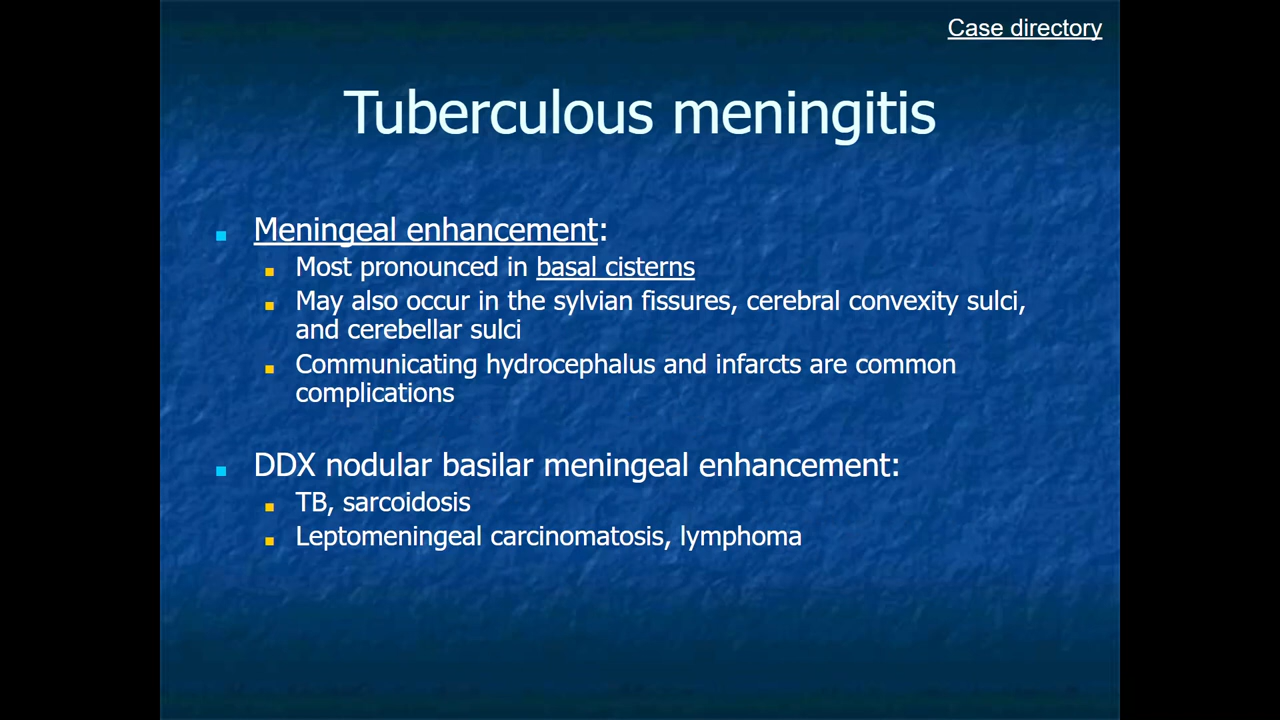 Case directory
Tuberculous meningitis
Meningeal enhancement:
Most pronounced in basal cisterns
May also occur in the sylvian fissures, cerebral convexity sulci,
and cerebellar sulci
Communicating hydrocephalus and infarcts are common
complications
DDX nodular basilar meningeal enhancement:
TB, sarcoidosis
Leptomeningeal carcinomatosis, lymphoma